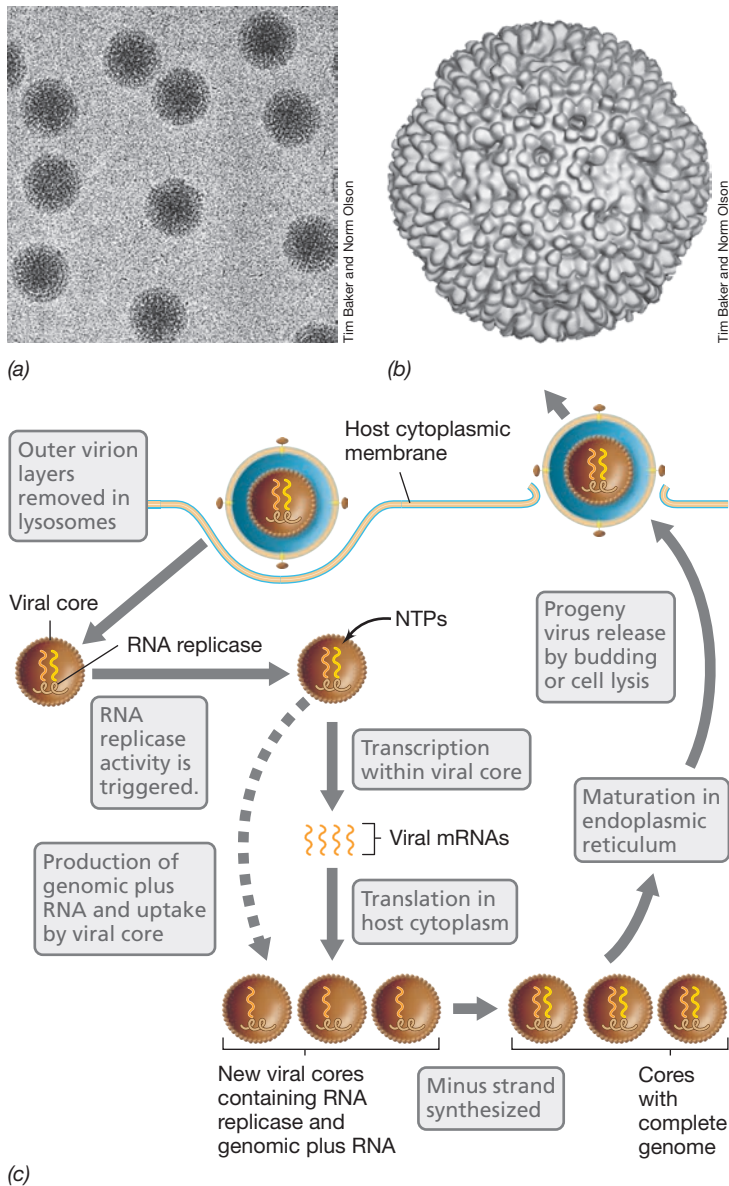 Tim Baker and Norm Olson
Tim Baker and Norm Olson
(a)
(b)
Outer virion
layers
removed in
lysosomes
Host cytoplasmic
membrane
Viral core
RNA replicase
NTPs
Progeny
virus release
by budding
or cell lysis
RNA
replicase
activity is
triggered.
Transcription
within viral core
Viral mRNAs
Maturation in
endoplasmic
reticulum
Production of
genomic plus
RNA and uptake
by viral core
Translation in
host cytoplasm
New viral cores
containing RNA
replicase and
genomic plus RNA
Minus strand
synthesized
Cores
with
complete
genome
(c)